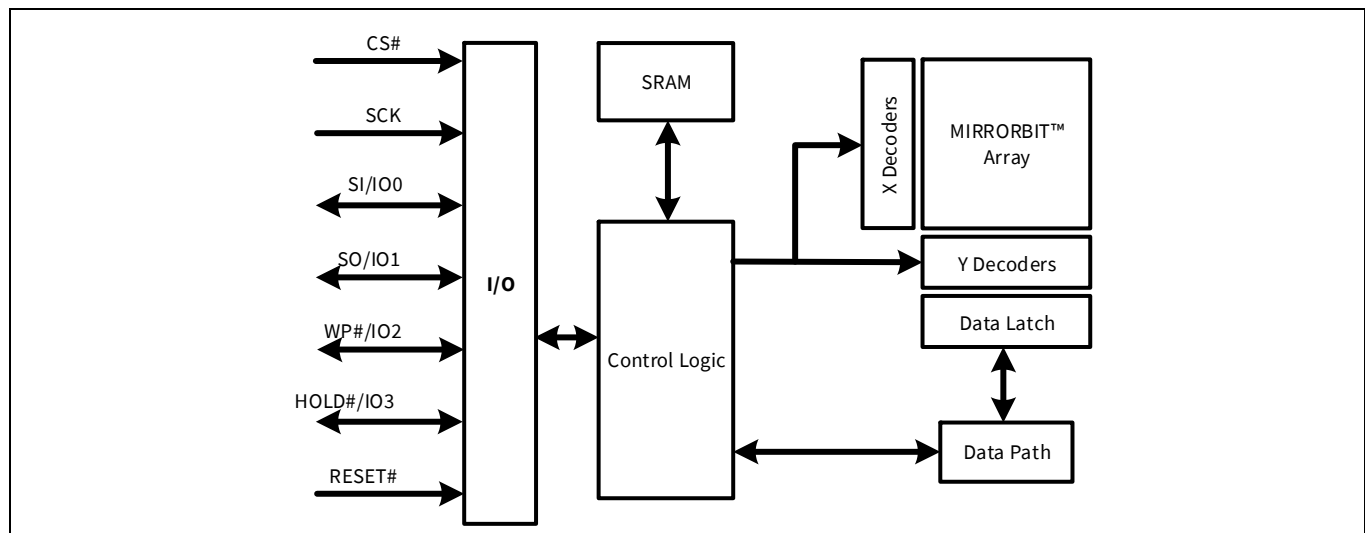 CS#
SCK
SI/IO0
SO/IO1
WP#/IO2
HOLD#/IO3
RESET#
I/O
SRAM
Control Logic
X Decoders
MIRRORBIT™
Array
Y Decoders
Data Latch
Data Path